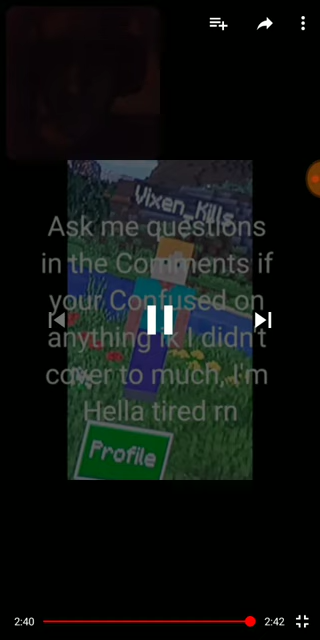 Vixen_Kills
Ask me questions
in the Comments if
your Confused on
anything ik I didn't
cover to much, I'm
Hella tired rn
Profile
2:40
2:42